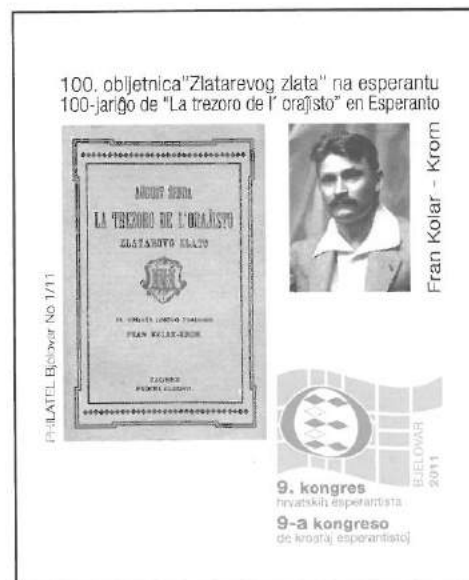 100. obljetnica "Zlatarevog zlata" na esperantu
100-jariĝo de "La trezoro de l' oraĵisto" en Esperanto
AUGUST ŠENOA
LA TREZORO DE L'ORAĴISTO
ZLATAROVO ZLATO
FRAN KOLAR-KROM
ZAGREB
Fran Kolar - Krom
PHILATEL Bjelovar No 1/11
BJELOVAR
2011
9. kongres
hrvatskih esperantista
9-a kongreso
de kroataj esperantistoj